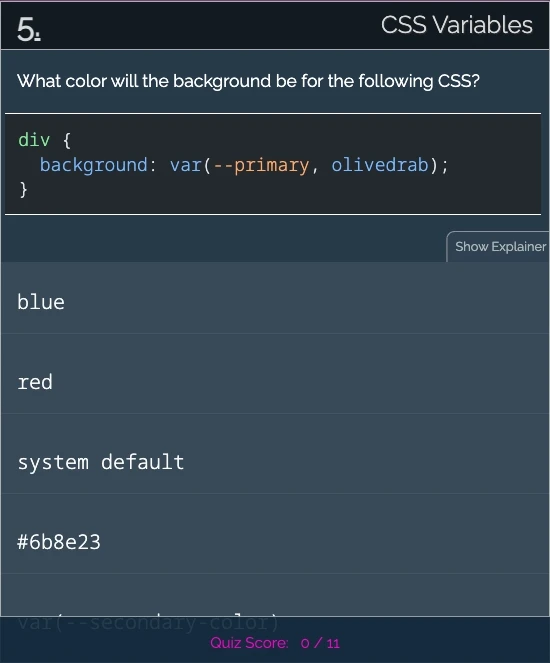 5.
CSS Variables
What color will the background be for the following CSS?
div {
  background: var(--primary, olivedrab);
}
Show Explainer
blue
red
system default
#6b8e23
var(--secondary-color)
Quiz Score: 0 / 11